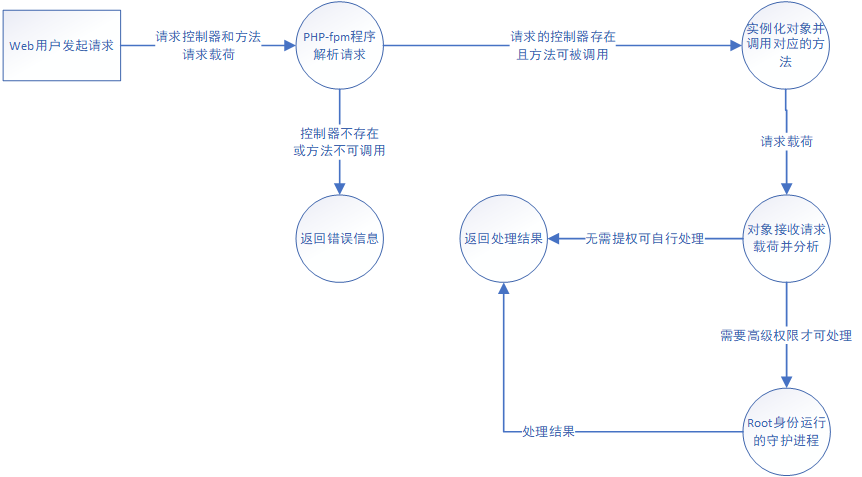 Web用户发起请求
请求控制器和方法
请求载荷
PHP-fpm程序
解析请求
请求的控制器存在
且方法可被调用
实例化对象并
调用对应的方
法
控制器不存在
或方法不可调用
请求载荷
返回错误信息
返回处理结果
无需提权可自行处理
对象接收请求
载荷并分析
需要高级权限才可处理
处理结果
Root身份运行
的守护进程